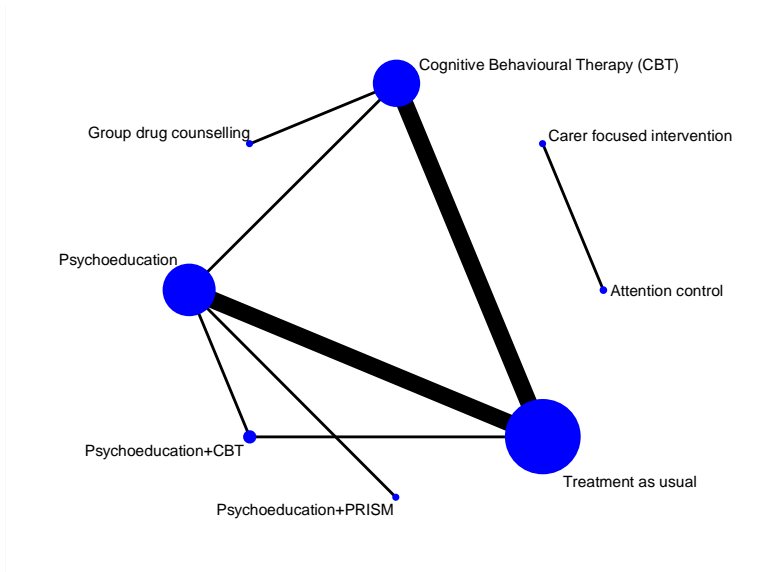 Cognitive Behavioural Therapy (CBT)
Group drug counselling
Carer focused intervention
Psychoeducation
Attention control
Psychoeducation+CBT
Treatment as usual
Psychoeducation+PRISM